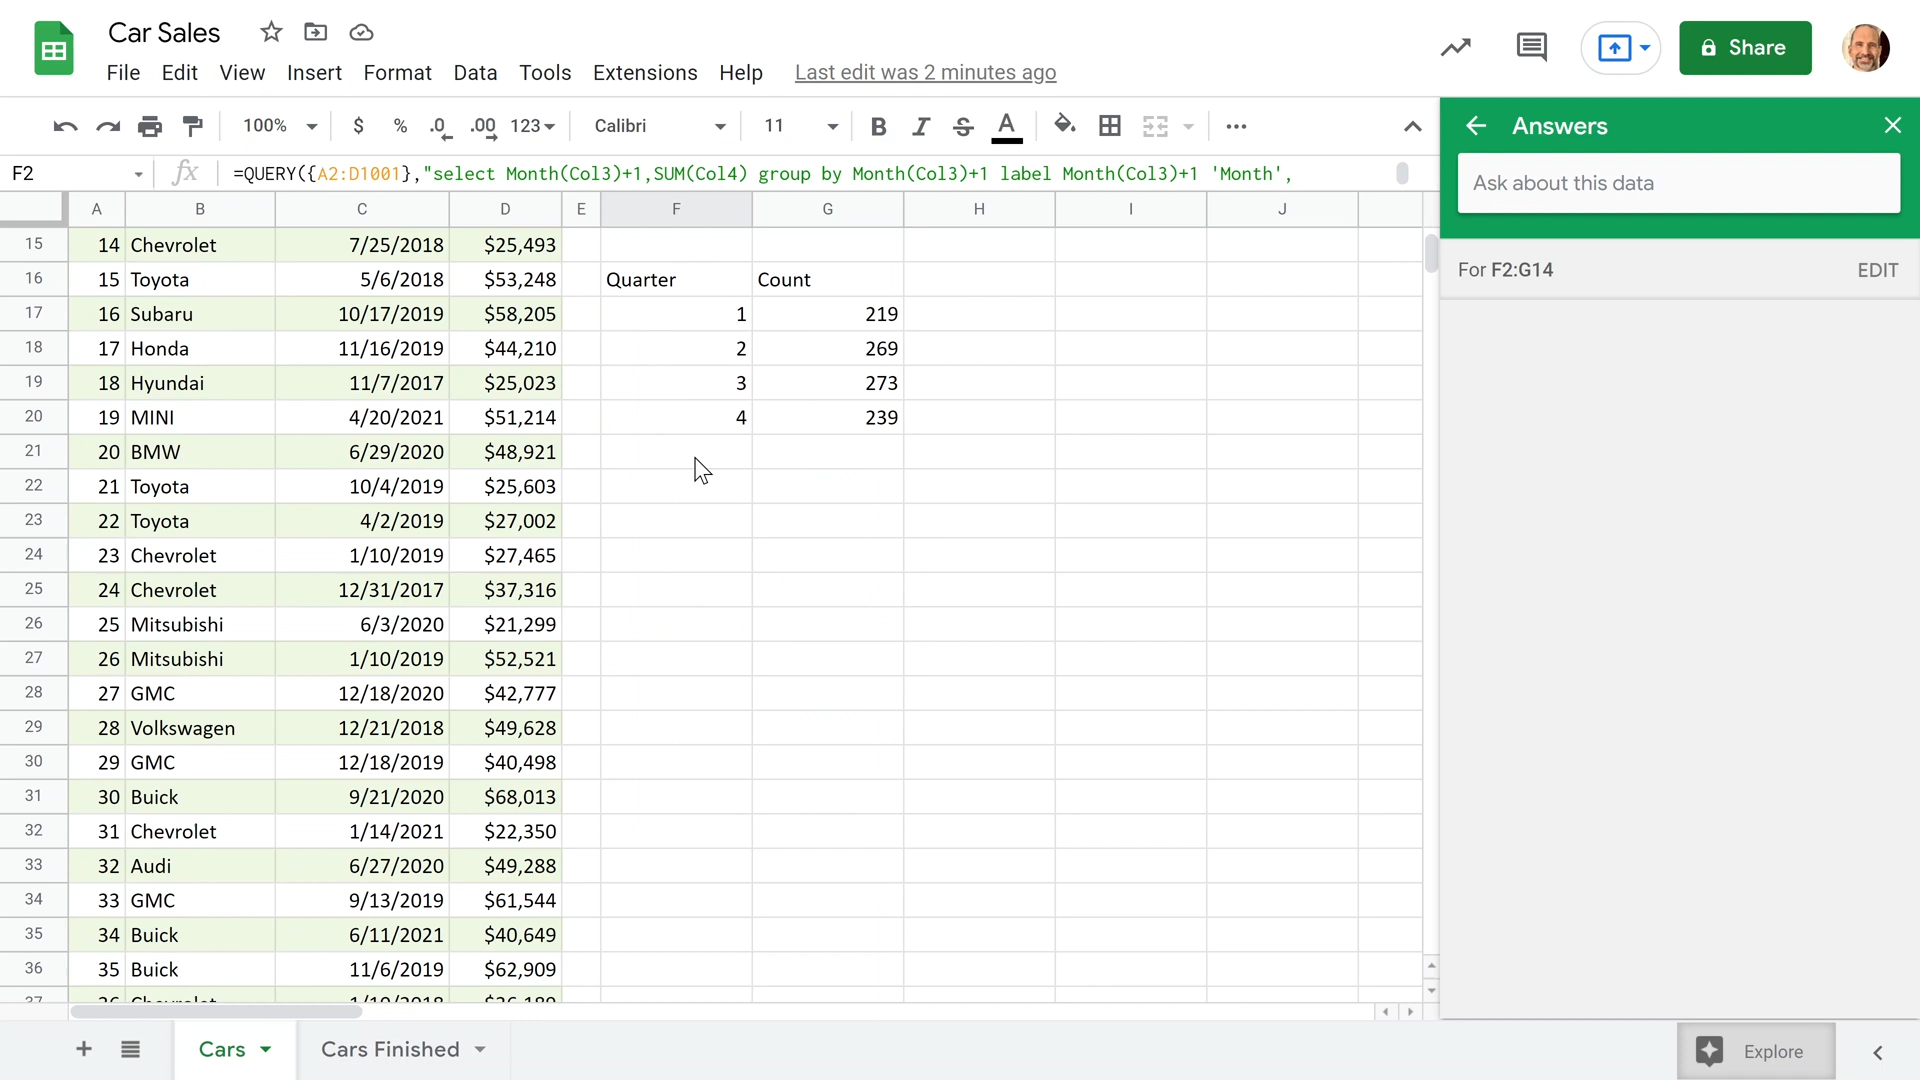 Car Sales
File Edit View Insert Format Data Tools Extensions Help Last edit was 2 minutes ago
Share
100% $ % .0 .00 123 Calibri 11 B I S A
Answers
F2 fx =QUERY({A2:D1001},"select Month(Col3)+1,SUM(Col4) group by Month(Col3)+1 label Month(Col3)+1 'Month',
Ask about this data
A B C D E F G H I J
15 14 Chevrolet 7/25/2018 $25,493
For F2:G14 EDIT
16 15 Toyota 5/6/2018 $53,248 Quarter Count
17 16 Subaru 10/17/2019 $58,205 1 219
18 17 Honda 11/16/2019 $44,210 2 269
19 18 Hyundai 11/7/2017 $25,023 3 273
20 19 MINI 4/20/2021 $51,214 4 239
21 20 BMW 6/29/2020 $48,921
22 21 Toyota 10/4/2019 $25,603
23 22 Toyota 4/2/2019 $27,002
24 23 Chevrolet 1/10/2019 $27,465
25 24 Chevrolet 12/31/2017 $37,316
26 25 Mitsubishi 6/3/2020 $21,299
27 26 Mitsubishi 1/10/2019 $52,521
28 27 GMC 12/18/2020 $42,777
29 28 Volkswagen 12/21/2018 $49,628
30 29 GMC 12/18/2019 $40,498
31 30 Buick 9/21/2020 $68,013
32 31 Chevrolet 1/14/2021 $22,350
33 32 Audi 6/27/2020 $49,288
34 33 GMC 9/13/2019 $61,544
35 34 Buick 6/11/2021 $40,649
36 35 Buick 11/6/2019 $62,909
Cars Cars Finished Explore